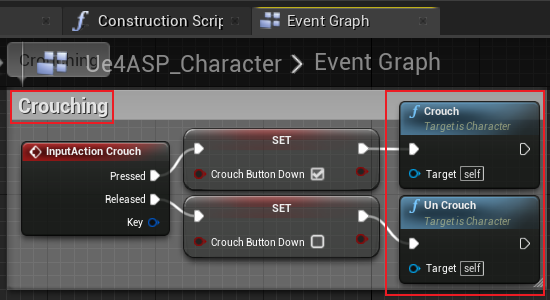 Construction Scrip
Event Graph
Crouching
Ue4ASP_Character > Event Graph
Crouching
InputAction Crouch
Pressed
Released
Key
SET
Crouch Button Down
SET
Crouch Button Down
f Crouch
Target is Character
Target self
f Un Crouch
Target is Character
Target self